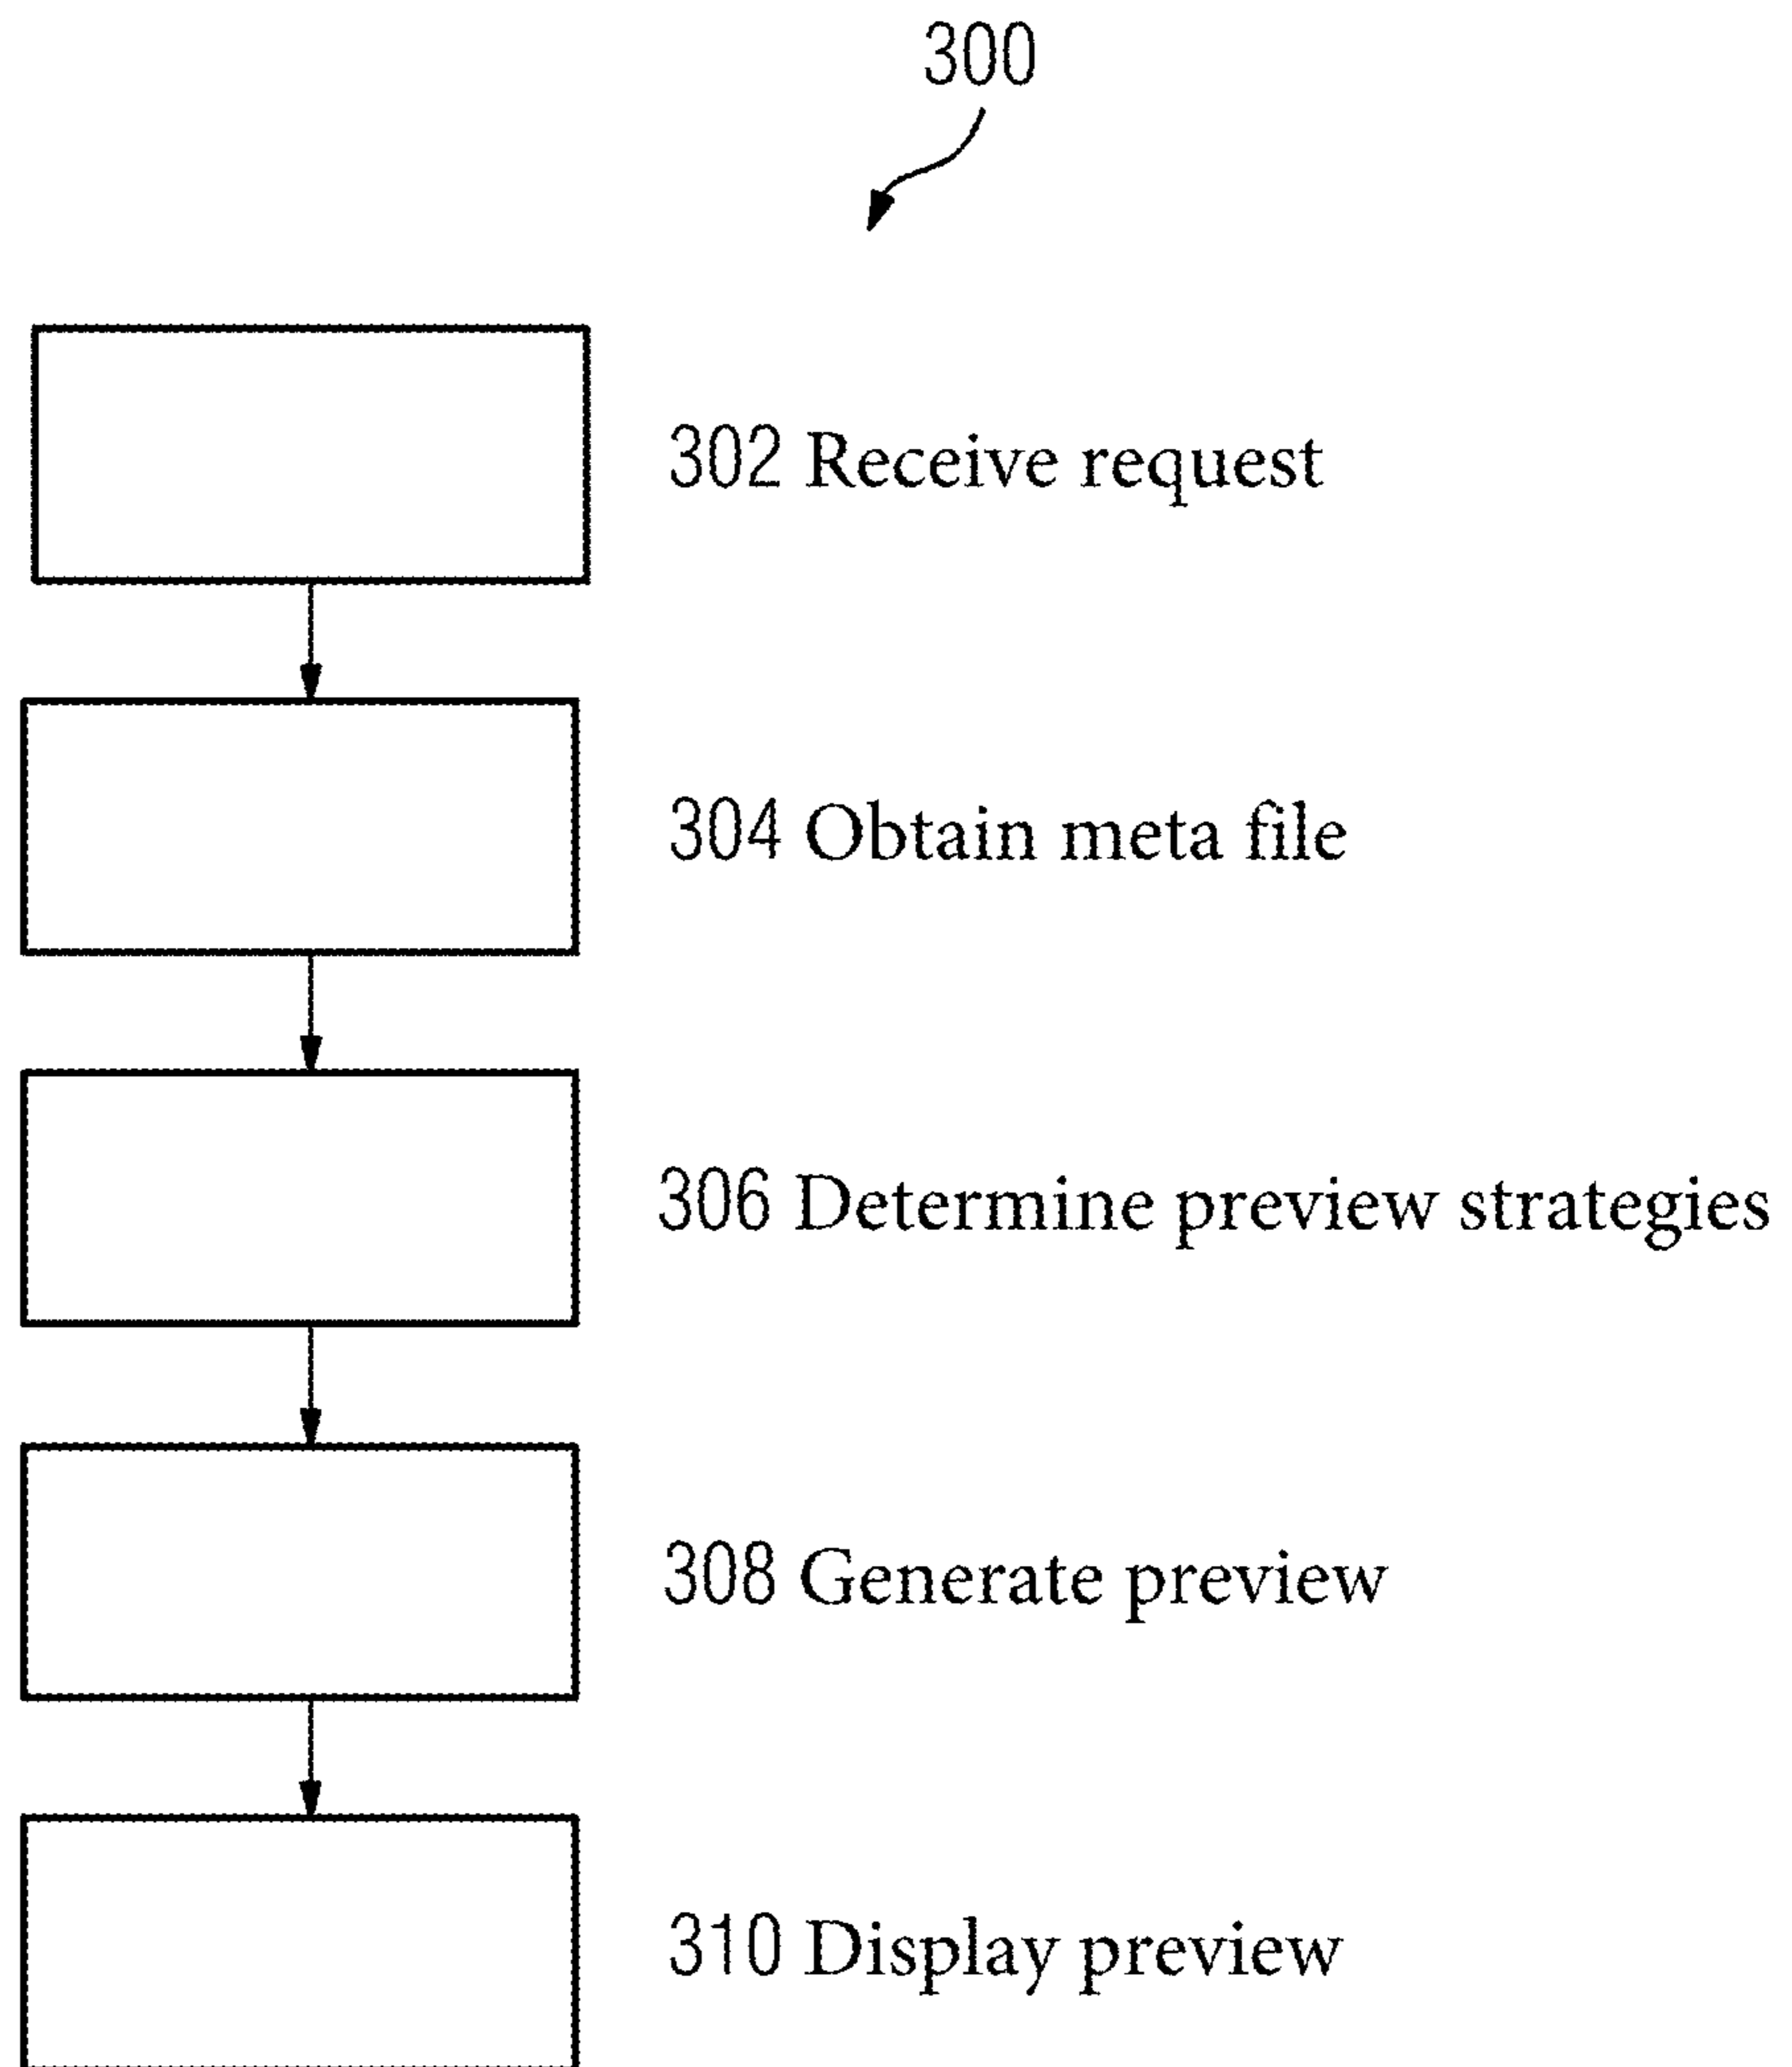 300
302 Receive request
304 Obtain meta file
306 Determine preview strategies
308 Generate preview
310 Display preview